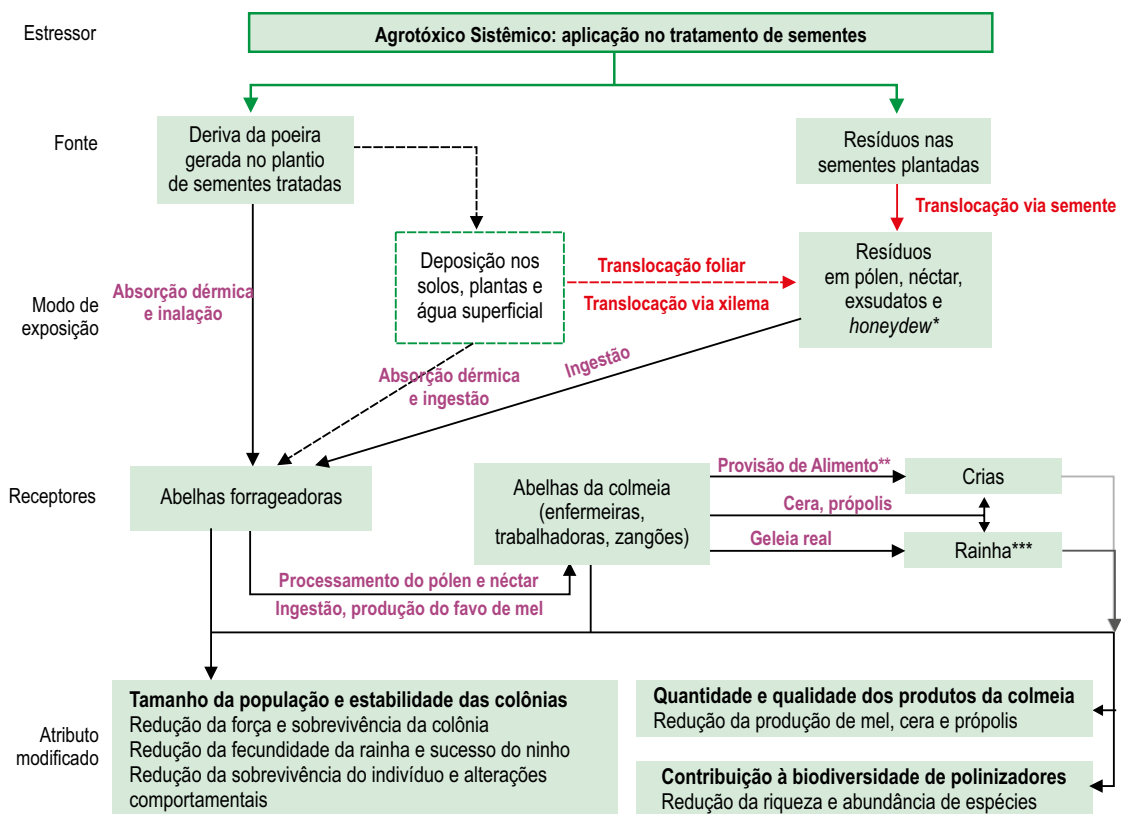 Estressor
Agrotóxico Sistêmico: aplicação no tratamento de sementes
Fonte
Deriva da poeira
gerada no plantio
de sementes tratadas
Resíduos nas
sementes plantadas
Translocação via semente
Modo de
exposição
Absorção dérmica
e inalação
Deposição nos
solos, plantas e
água superficial
Translocação foliar
Translocação via xilema
Resíduos
em pólen, néctar,
exsudatos e
honeydew*
Absorção dérmica
e ingestão
Ingestão
Receptores
Abelhas forrageadoras
Abelhas da colmeia
(enfermeiras,
trabalhadoras, zangões)
Provisão de Alimento**
Crias
Cera, própolis
Geleia real
Rainha***
Processamento do pólen e néctar
Ingestão, produção do favo de mel
Atributo
modificado
Tamanho da população e estabilidade das colônias
Redução da força e sobrevivência da colônia
Redução da fecundidade da rainha e sucesso do ninho
Redução da sobrevivência do indivíduo e alterações
comportamentais
Quantidade e qualidade dos produtos da colmeia
Redução da produção de mel, cera e própolis
Contribuição à biodiversidade de polinizadores
Redução da riqueza e abundância de espécies